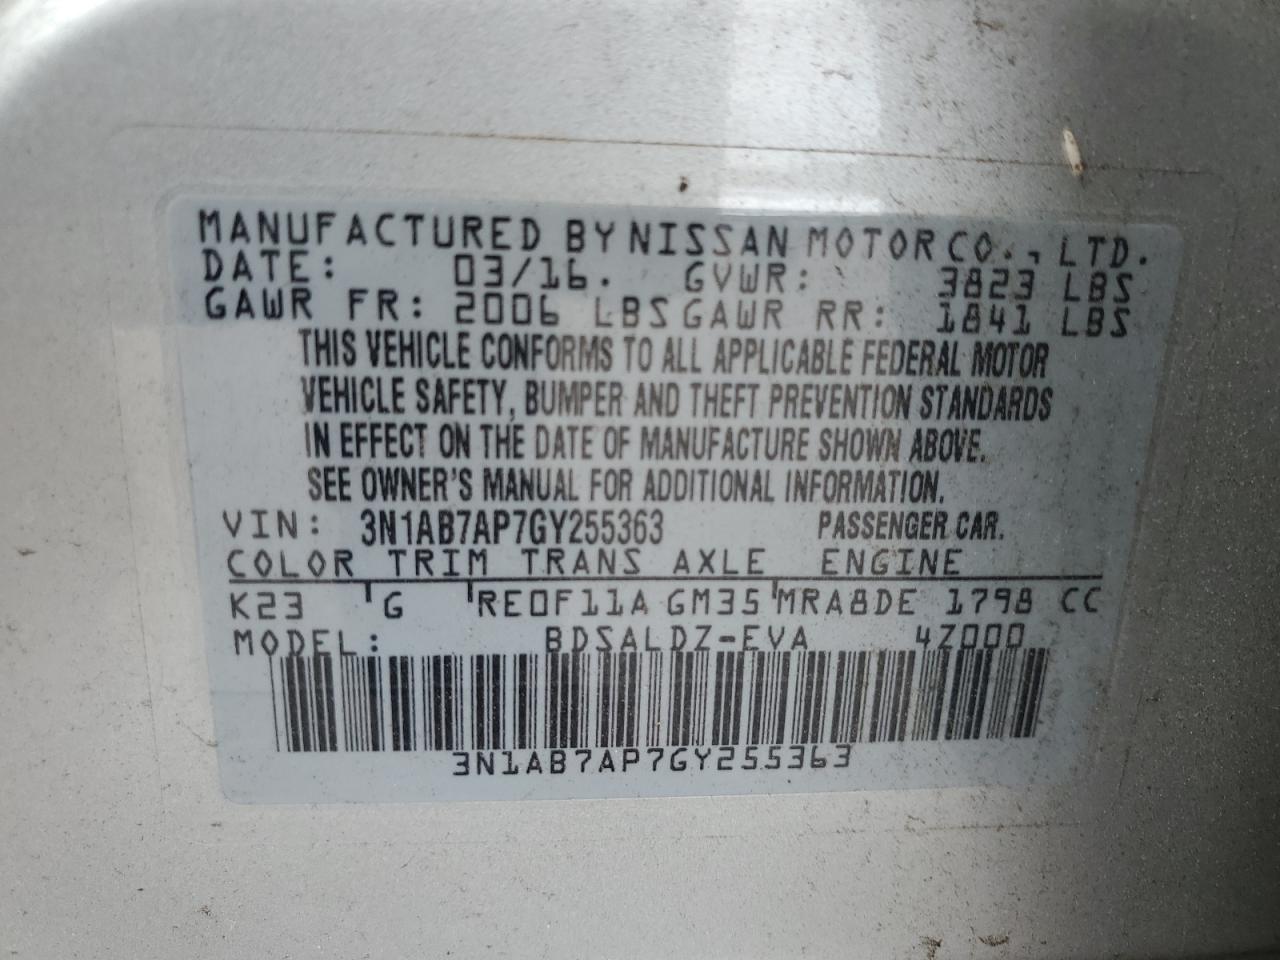 MANUFACTURED BY NISSAN MOTOR CO., LTD.
DATE: 03/16. GVWR: 3823 LBS
GAWR FR: 2006 LBS GAWR RR: 1841 LBS
THIS VEHICLE CONFORMS TO ALL APPLICABLE FEDERAL MOTOR
VEHICLE SAFETY, BUMPER AND THEFT PREVENTION STANDARDS
IN EFFECT ON THE DATE OF MANUFACTURE SHOWN ABOVE.
SEE OWNER'S MANUAL FOR ADDITIONAL INFORMATION.
VIN: 3N1AB7AP7GY255363 PASSENGER CAR.
COLOR TRIM TRANS AXLE ENGINE
K23 G RE0F11A GM35 MRA8DE 1798 CC
MODEL: BDSALDZ-EVA 4Z000
3N1AB7AP7GY255363